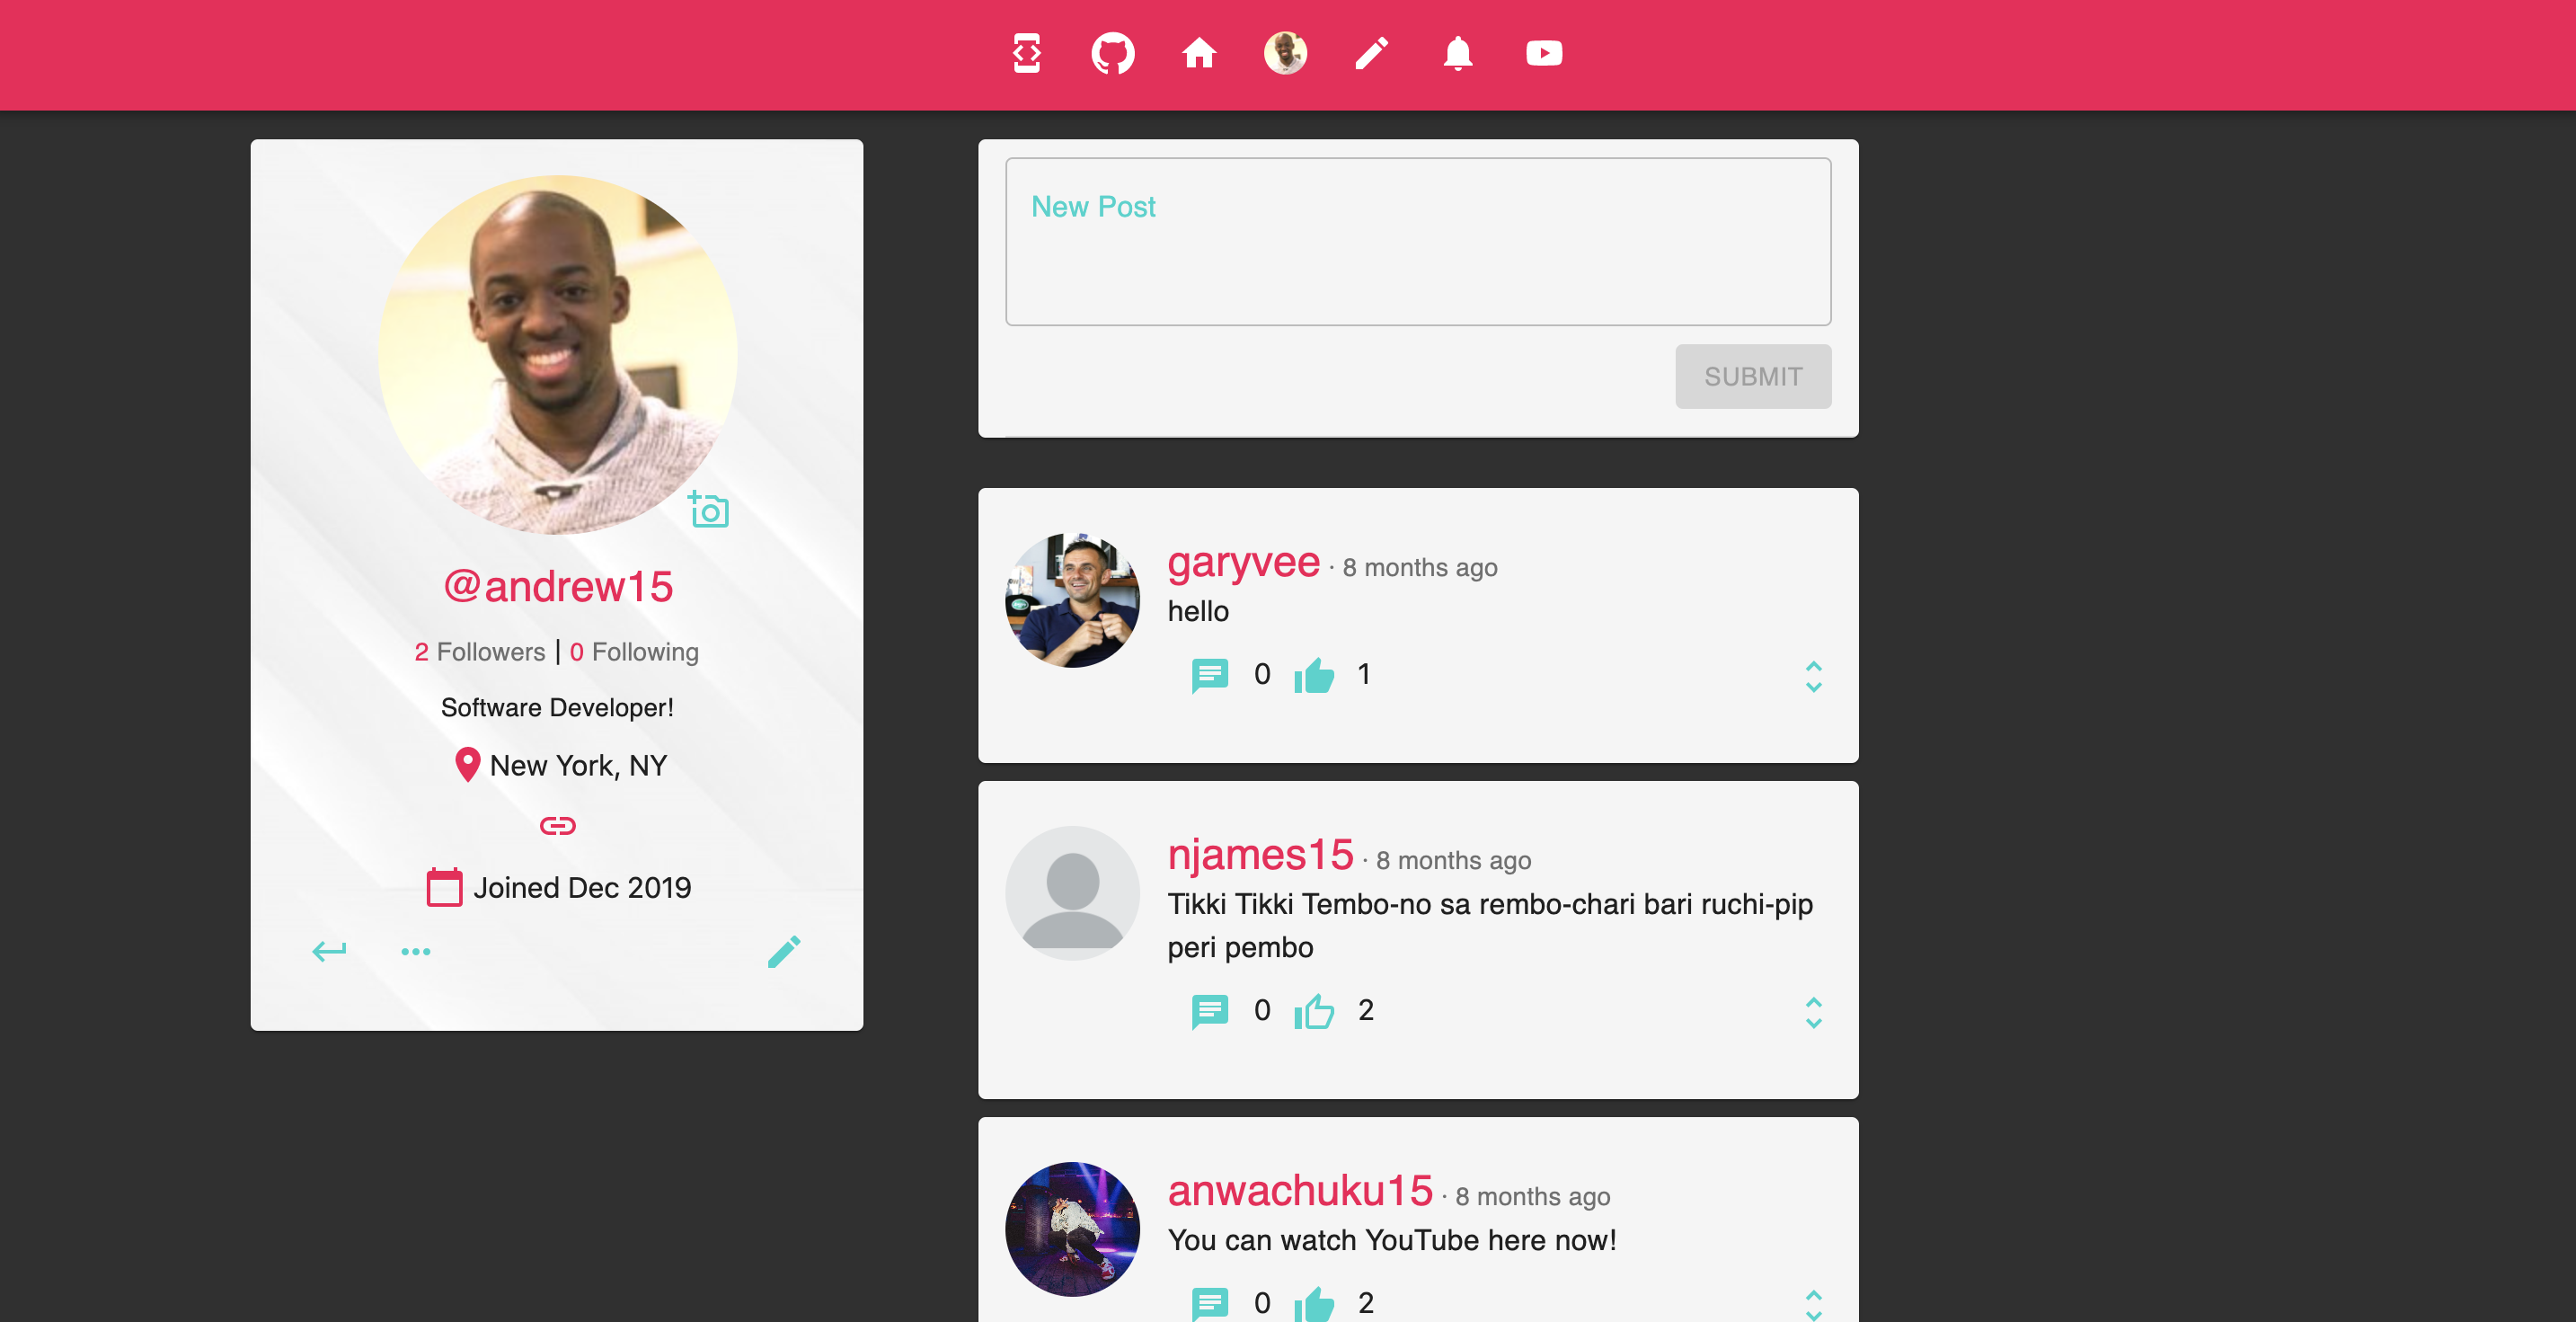 @andrew15
2 Followers | 0 Following
Software Developer!
New York, NY
Joined Dec 2019
New Post
SUBMIT
garyvee · 8 months ago
hello
0 1
njames15 · 8 months ago
Tikki Tikki Tembo-no sa rembo-chari bari ruchi-pip
peri pembo
0 2
anwachuku15 · 8 months ago
You can watch YouTube here now!
0 2